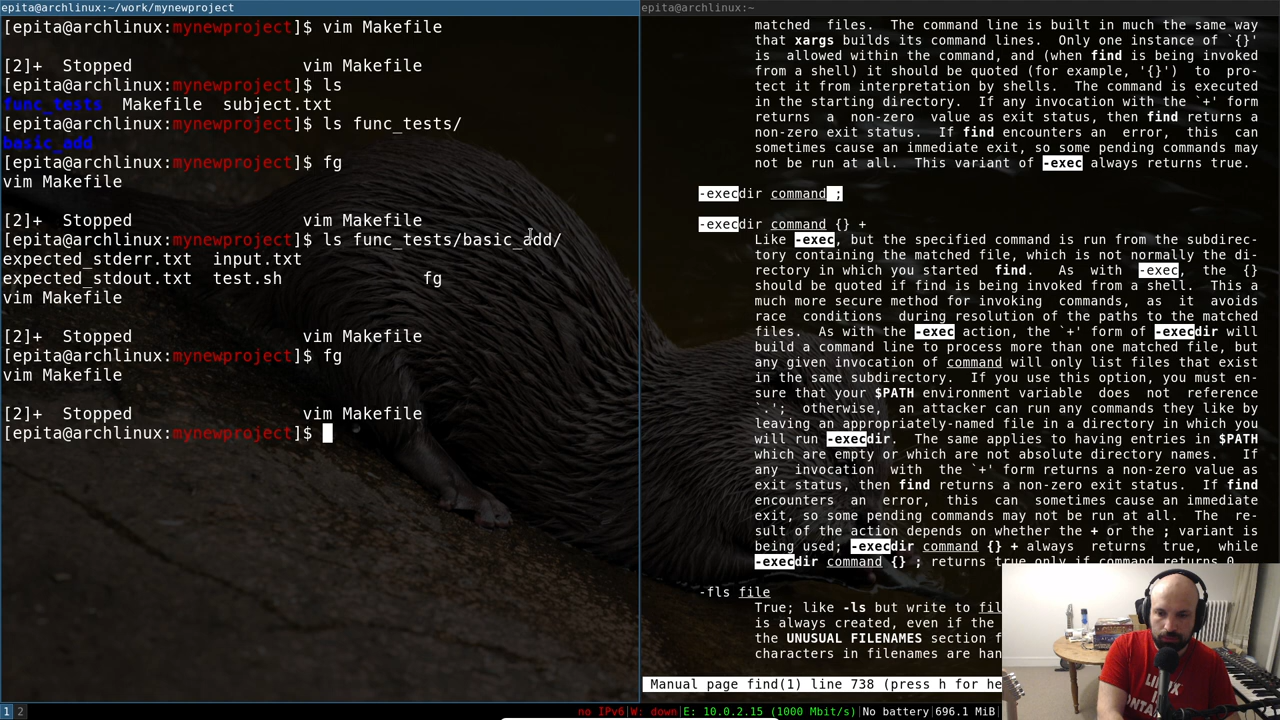 epita@archlinux:~/work/mynewproject
[epita@archlinux:mynewproject]$ vim Makefile
[2]+  Stopped                 vim Makefile
[epita@archlinux:mynewproject]$ ls
func_tests  Makefile  subject.txt
[epita@archlinux:mynewproject]$ ls func_tests/
basic_add
[epita@archlinux:mynewproject]$ fg
vim Makefile
[2]+  Stopped                 vim Makefile
[epita@archlinux:mynewproject]$ ls func_tests/basic_add/
expected_stderr.txt  input.txt
expected_stdout.txt  test.sh              fg
vim Makefile
[2]+  Stopped                 vim Makefile
[epita@archlinux:mynewproject]$ fg
vim Makefile
[2]+  Stopped                 vim Makefile
[epita@archlinux:mynewproject]$
epita@archlinux:~
matched  files.  The command line is built in much the same way
that xargs builds its command lines.  Only one instance of `{}'
is  allowed within the command, and (when find is being invoked
from a shell) it should be quoted (for example, '{}')  to  pro-
tect it from interpretation by shells.  The command is executed
in the starting directory.  If any invocation with the `+' form
returns  a  non-zero  value as exit status, then find returns a
non-zero exit status.  If find encounters an  error,  this  can
sometimes cause an immediate exit, so some pending commands may
not be run at all.  This variant of -exec always returns true.
-execdir command ;
-execdir command {} +
Like -exec, but the specified command is run from the subdirec-
tory containing the matched file, which is not normally the di-
rectory in which you started  find.  As  with  -exec,  the  {}
should be quoted if find is being invoked from a shell.  This a
much more secure method for invoking  commands,  as  it  avoids
race  conditions  during resolution of the paths to the matched
files.  As with the -exec action, the `+' form of -execdir will
build a command line to process more than one matched file, but
any given invocation of command will only list files that exist
in the same subdirectory.  If you use this option, you must en-
sure that your $PATH environment variable  does  not  reference
`.';  otherwise,  an attacker can run any commands they like by
leaving an appropriately-named file in a directory in which you
will run -execdir.  The same applies to having entries in $PATH
which are empty or which are not absolute directory names.  If
any  invocation  with  the `+' form returns a non-zero value as
exit status, then find returns a non-zero exit status.  If find
encounters  an  error,  this  can  sometimes cause an immediate
exit, so some pending commands may not be run at all.  The  re-
sult of the action depends on whether the + or the ; variant is
being used; -execdir command {} + always  returns  true,  while
-execdir command {} ; returns true only if command returns 0.
-fls file
True; like -ls but write to fil
is always created, even if the
the UNUSUAL FILENAMES section f
characters in filenames are han
Manual page find(1) line 738 (press h for he
1 2
no IPv6|W: down|E: 10.0.2.15 (1000 Mbit/s)|No battery|696.1 MiB